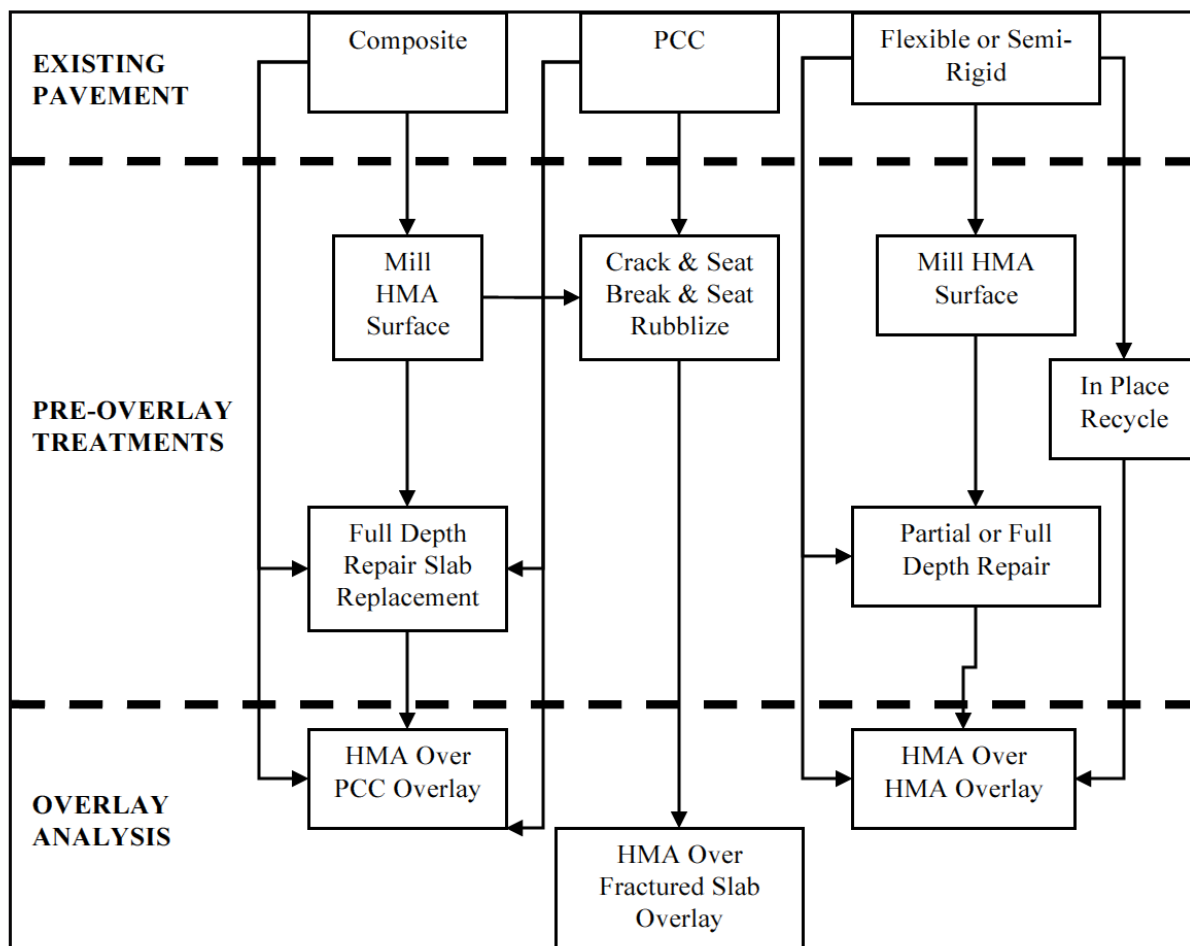 EXISTING
PAVEMENT
Composite
PCC
Flexible or Semi-
Rigid
PRE-OVERLAY
TREATMENTS
Mill
HMA
Surface
Crack & Seat
Break & Seat
Rubblize
Mill HMA
Surface
In Place
Recycle
Full Depth
Repair Slab
Replacement
Partial or Full
Depth Repair
OVERLAY
ANALYSIS
HMA Over
PCC Overlay
HMA Over
Fractured Slab
Overlay
HMA Over
HMA Overlay